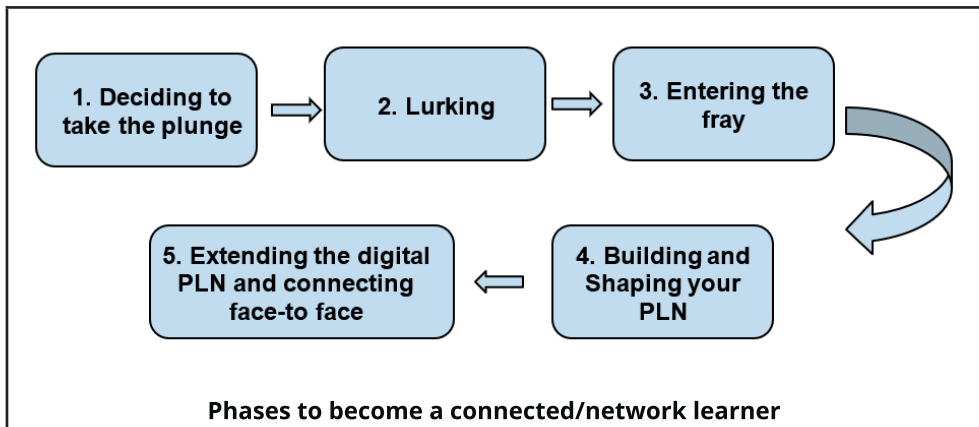 1. Deciding to
take the plunge
2. Lurking
3. Entering the
fray
4. Building and
Shaping your
PLN
5. Extending the digital
PLN and connecting
face-to face
Phases to become a connected/network learner